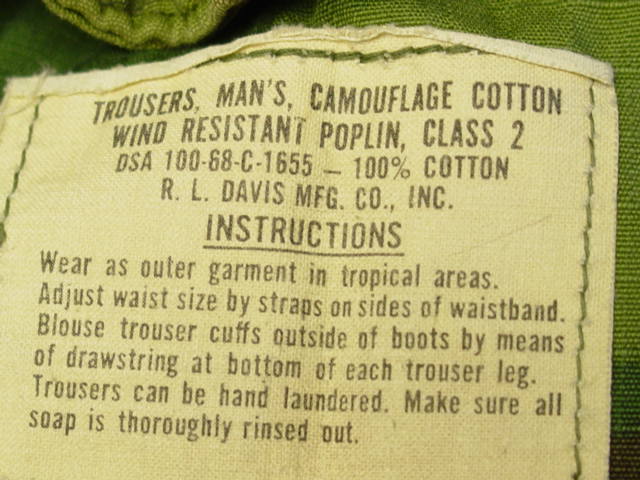 TROUSERS, MAN'S, CAMOUFLAGE COTTON
WIND RESISTANT POPLIN, CLASS 2
DSA 100-68-C-1655 — 100% COTTON
R. L. DAVIS MFG. CO., INC.
INSTRUCTIONS
Wear as outer garment in tropical areas.
Adjust waist size by straps on sides of waistband.
Blouse trouser cuffs outside of boots by means
of drawstring at bottom of each trouser leg.
Trousers can be hand laundered. Make sure all
soap is thoroughly rinsed out.